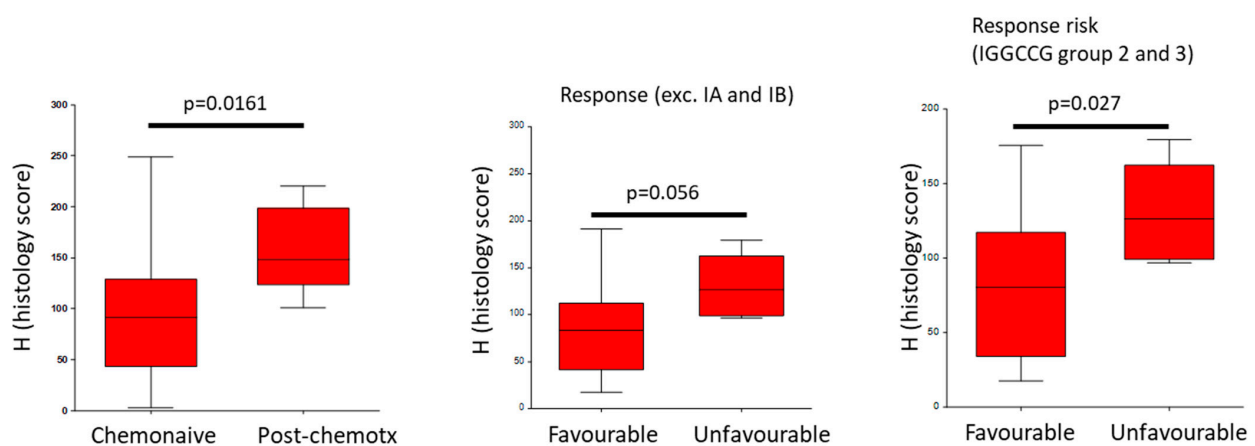 p=0.0161
H (histology score)
300
250
200
150
100
50
0
Chemonaive Post-chemotx
Response (exc. IA and IB)
p=0.056
H (histology score)
300
250
200
150
100
50
0
Favourable Unfavourable
Response risk
(IGGCCG group 2 and 3)
p=0.027
H (histology score)
200
150
100
50
0
Favourable Unfavourable